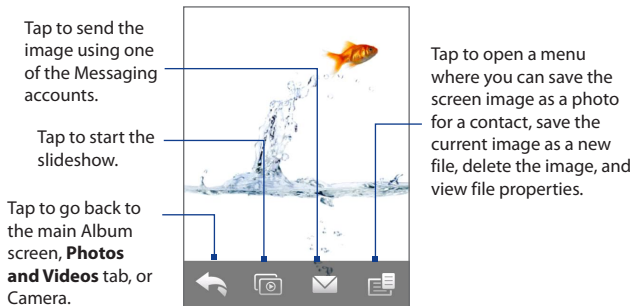 Tap to send the
image using one
of the Messaging
accounts.
Tap to start the
slideshow.
Tap to go back to
the main Album
screen, Photos
and Videos tab, or
Camera.
Tap to open a menu
where you can save the
screen image as a photo
for a contact, save the
current image as a new
file, delete the image, and
view file properties.